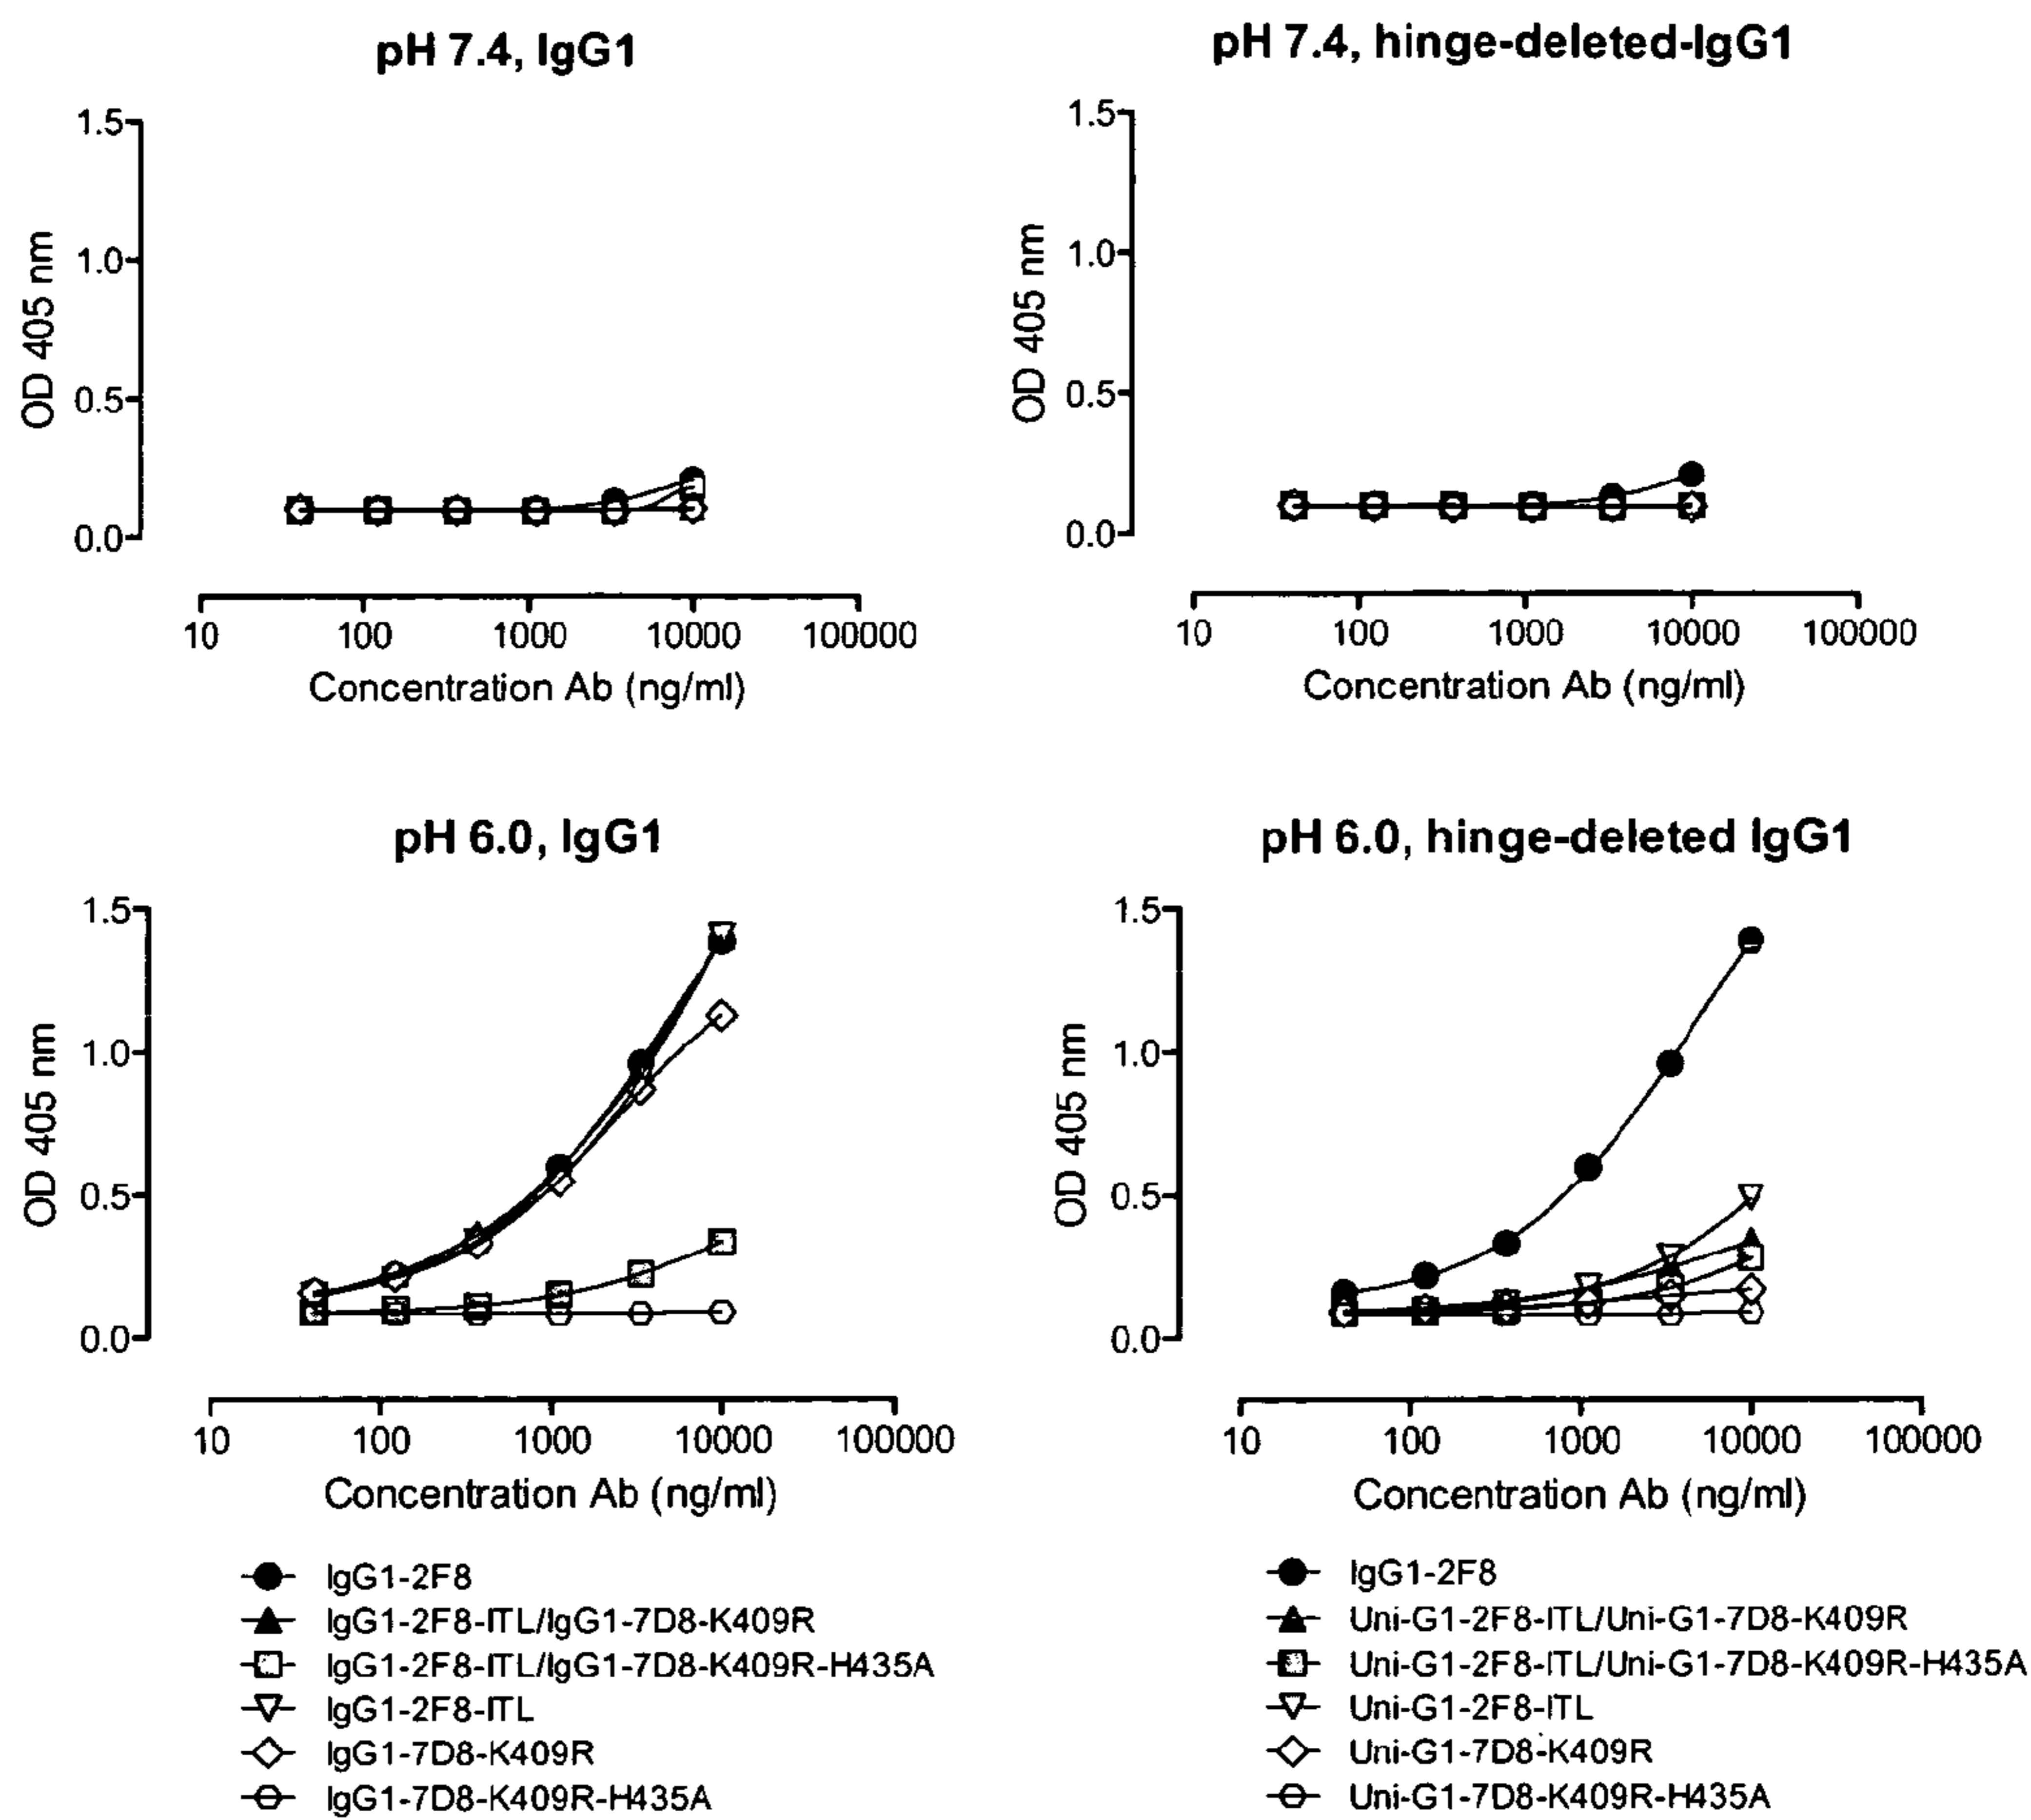 pH 7.4, IgG1
1.5
1.0
0.5
0.0
OD 405 nm
10 100 1000 10000 100000
Concentration Ab (ng/ml)
pH 7.4, hinge-deleted-IgG1
1.5
1.0
0.5
0.0
OD 405 nm
10 100 1000 10000 100000
Concentration Ab (ng/ml)
pH 6.0, IgG1
1.5
1.0
0.5
0.0
OD 405 nm
10 100 1000 10000 100000
Concentration Ab (ng/ml)
IgG1-2F8
IgG1-2F8-ITL/IgG1-7D8-K409R
IgG1-2F8-ITL/IgG1-7D8-K409R-H435A
IgG1-2F8-ITL
IgG1-7D8-K409R
IgG1-7D8-K409R-H435A
pH 6.0, hinge-deleted IgG1
1.5
1.0
0.5
0.0
OD 405 nm
10 100 1000 10000 100000
Concentration Ab (ng/ml)
IgG1-2F8
Uni-G1-2F8-ITL/Uni-G1-7D8-K409R
Uni-G1-2F8-ITL/Uni-G1-7D8-K409R-H435A
Uni-G1-2F8-ITL
Uni-G1-7D8-K409R
Uni-G1-7D8-K409R-H435A